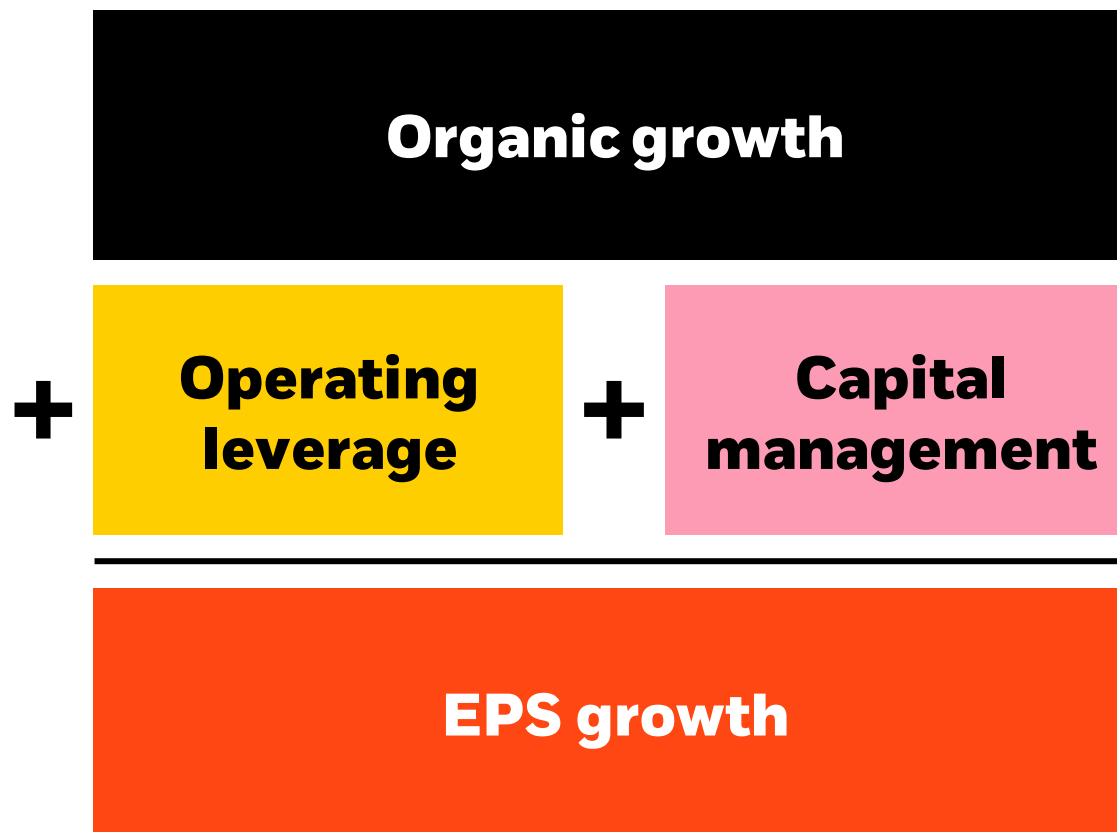 Organic growth
+ Operating + Capital
leverage management
EPS growth